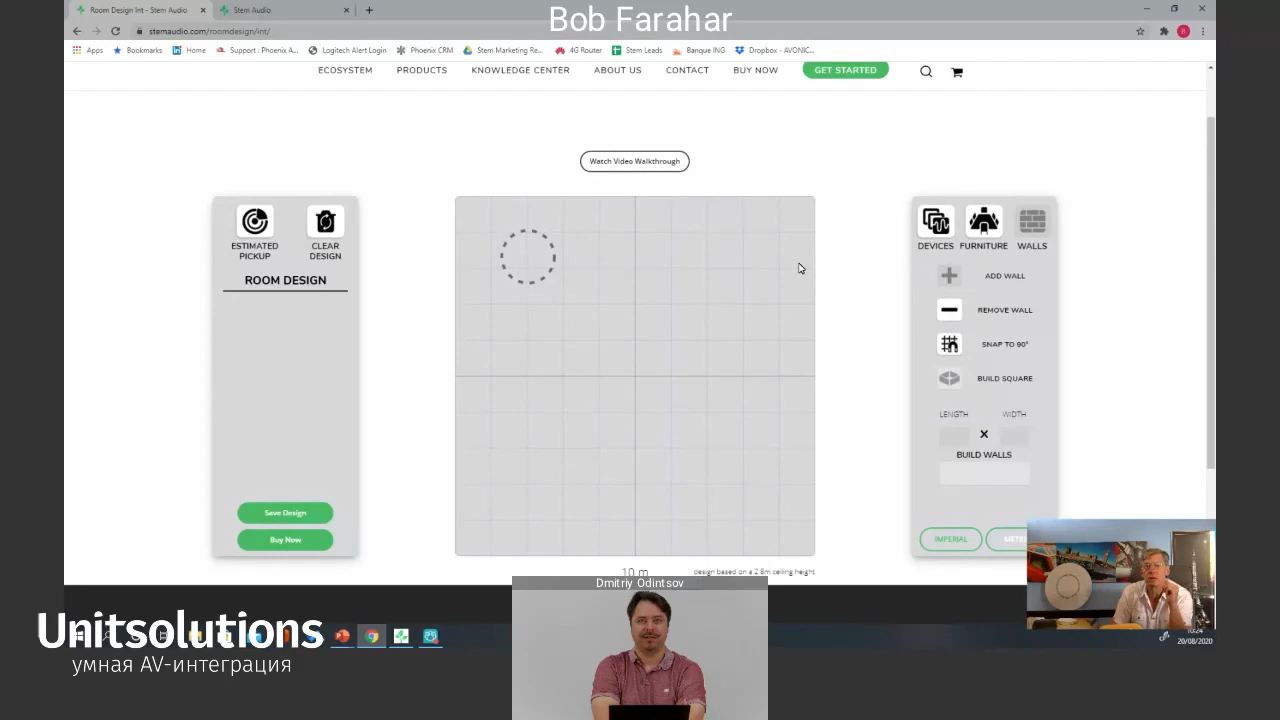 Bob Farahar
Room Design Int - Stem Audio
Stem Audio
stemaudio.com/roomdesign/int/
Apps
Bookmarks
Home
Support : Phoenix A...
Logitech Alert Login
Phoenix CRM
Stem Marketing Re...
4G Router
Stem Leads
Banque ING
Dropbox - AVONIC...
ECOSYSTEM
PRODUCTS
KNOWLEDGE CENTER
ABOUT US
CONTACT
BUY NOW
GET STARTED
Watch Video Walkthrough
ESTIMATED
PICKUP
CLEAR
DESIGN
ROOM DESIGN
Save Design
Buy Now
10 m
design based on a 2.8m ceiling height
DEVICES
FURNITURE
WALLS
ADD WALL
REMOVE WALL
SNAP TO 90°
BUILD SQUARE
LENGTH
WIDTH
X
BUILD WALLS
IMPERIAL
Dmitriy Odintsov
Unitsolutions
умная AV-интеграция
10:24
20/08/2020